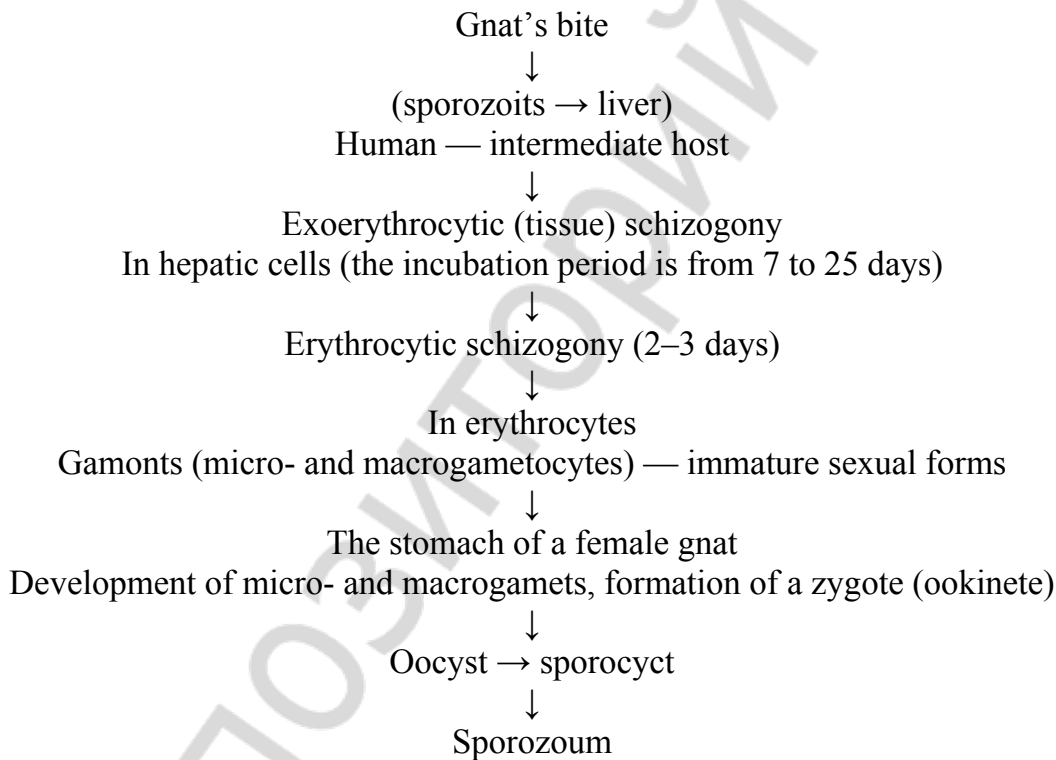 Gnat’s bite
↓
(sporozoits → liver)
Human — intermediate host
↓
Exoerythrocytic (tissue) schizogony
In hepatic cells (the incubation period is from 7 to 25 days)
↓
Erythrocytic schizogony (2–3 days)
↓
In erythrocytes
Gamonts (micro- and macrogametocytes) — immature sexual forms
↓
The stomach of a female gnat
Development of micro- and macrogamets, formation of a zygote (ookinete)
↓
Oocyst → sporocyct
↓
Sporozoum
позиторий